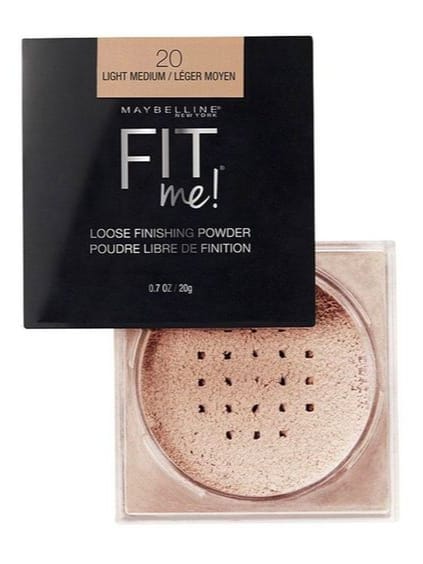 20
LIGHT MEDIUM / LÉGER MOYEN
MAYBELLINE®
NEW YORK
FIT
me!®
LOOSE FINISHING POWDER
POUDRE LIBRE DE FINITION
0.7 OZ / 20g